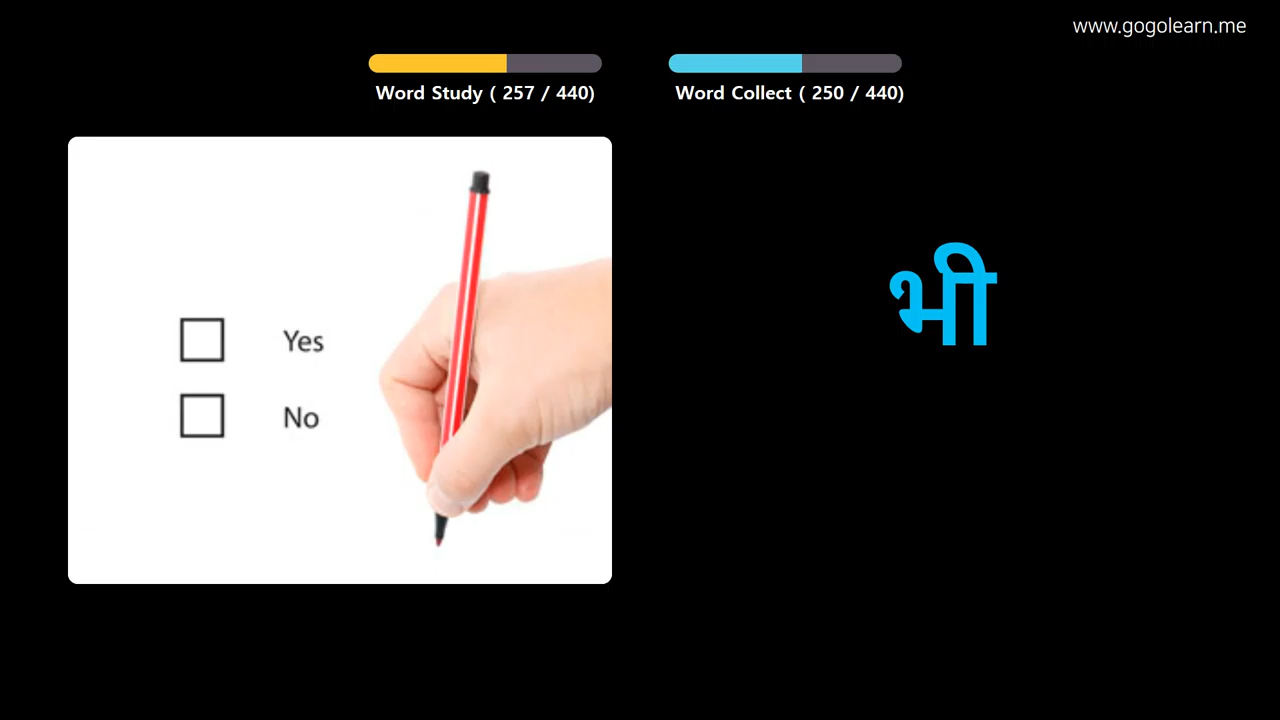 www.gogolearn.me
Word Study ( 257 / 440)
Word Collect ( 250 / 440)
भी
Yes
No